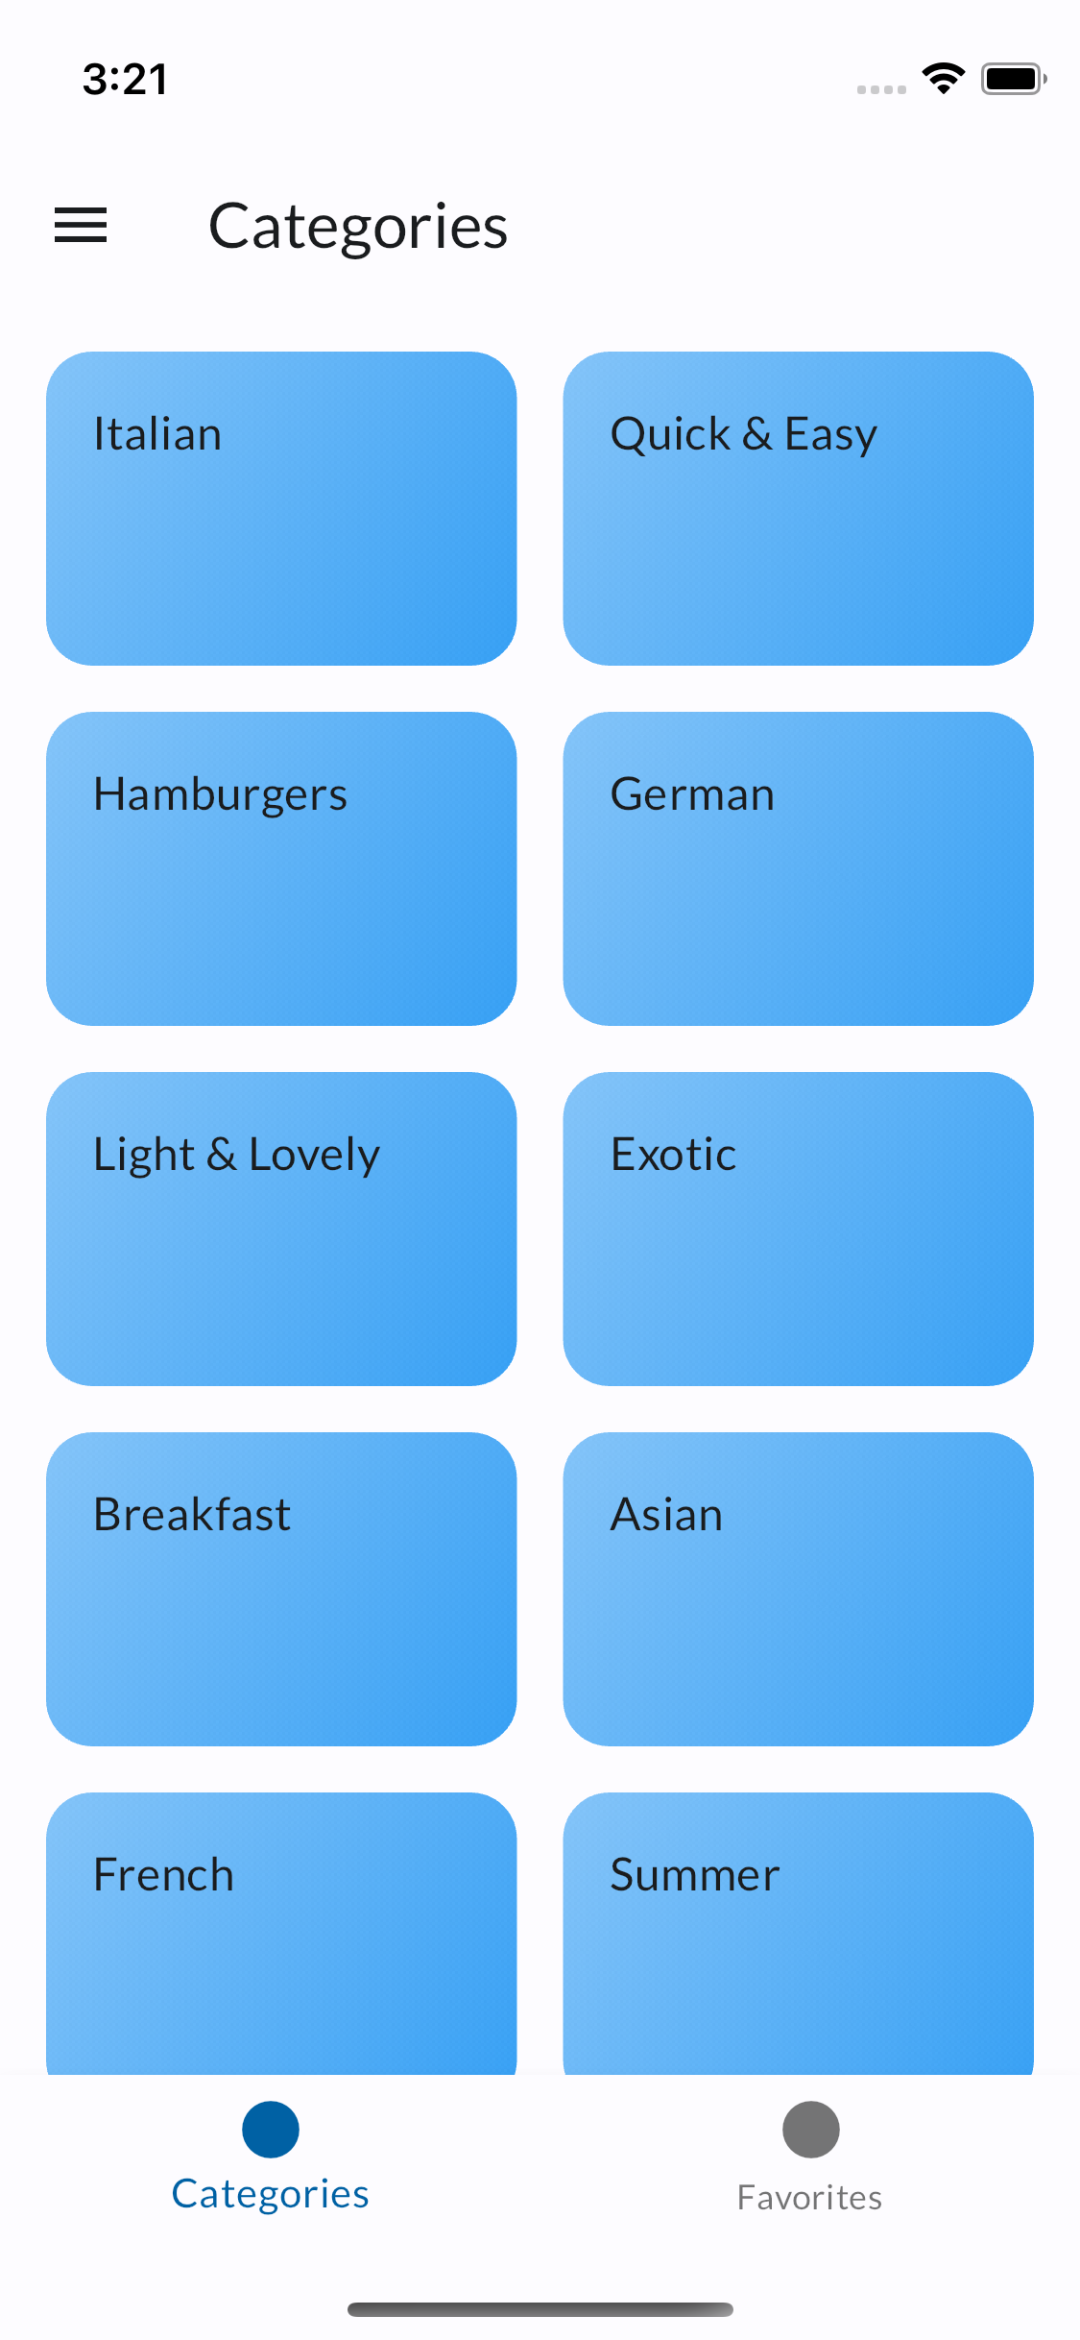 3:21
Categories
Italian
Quick & Easy
Hamburgers
German
Light & Lovely
Exotic
Breakfast
Asian
French
Summer
Categories
Favorites